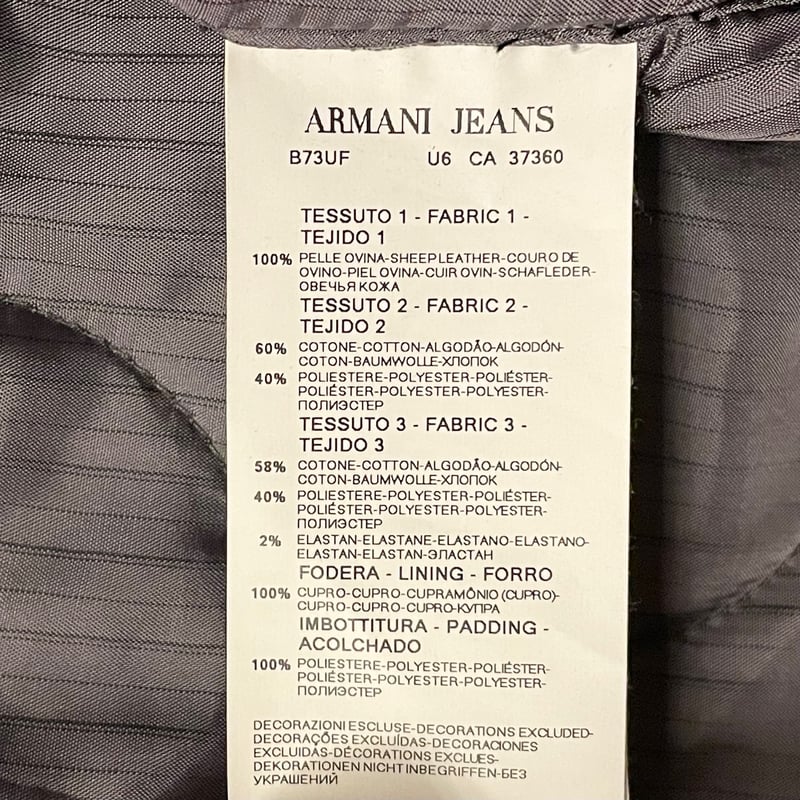 ARMANI JEANS
B73UF U6 CA 37360
TESSUTO 1 - FABRIC 1 -
TEJIDO 1
100% PELLE OVINA-SHEEP LEATHER-COURO DE
OVINO-PIEL OVINA-CUIR OVIN-SCHAFLEDER-
ОВЕЧЬЯ КОЖА
TESSUTO 2 - FABRIC 2 -
TEJIDO 2
60% COTONE-COTTON-ALGODÃO-ALGODÓN-
COTON-BAUMWOLLE-ХЛОПОК
40% POLIESTERE-POLYESTER-POLIÉSTER-
POLIÉSTER-POLYESTER-POLYESTER-
ПОЛИЭСТЕР
TESSUTO 3 - FABRIC 3 -
TEJIDO 3
58% COTONE-COTTON-ALGODÃO-ALGODÓN-
COTON-BAUMWOLLE-ХЛОПОК
40% POLIESTERE-POLYESTER-POLIÉSTER-
POLIÉSTER-POLYESTER-POLYESTER-
ПОЛИЭСТЕР
2% ELASTAN-ELASTANE-ELASTANO-ELASTANO-
ELASTAN-ELASTAN-ЭЛАСТАН
FODERA - LINING - FORRO
100% CUPRO-CUPRO-CUPRAMÔNIO (CUPRO)-
CUPRO-CUPRO-CUPRO-КУПРА
IMBOTTITURA - PADDING -
ACOLCHADO
100% POLIESTERE-POLYESTER-POLIÉSTER-
POLIÉSTER-POLYESTER-POLYESTER-
ПОЛИЭСТЕР
DECORAZIONI ESCLUSE-DECORATIONS EXCLUDED-
DECORAÇÕES EXCLUÍDAS-DECORACIONES
EXCLUIDAS-DÉCORATIONS EXCLUES-
DEKORATIONEN NICHT INBEGRIFFEN-БЕЗ
УКРАШЕНИЙ